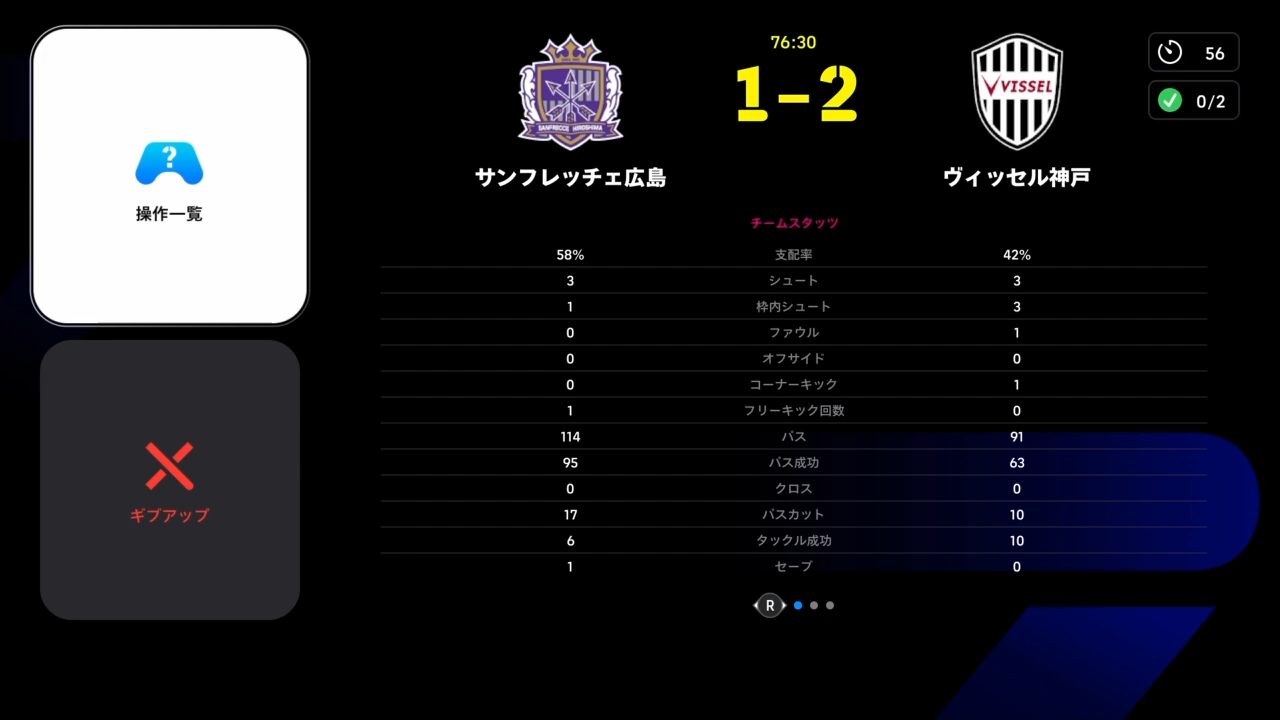 操作一覧
ギブアップ
SANFRECCE HIROSHIMA
サンフレッチェ広島
76:30
1-2
VISSEL
ヴィッセル神戸
56
0/2
チームスタッツ
58% 支配率 42%
3 シュート 3
1 枠内シュート 3
0 ファウル 1
0 オフサイド 0
0 コーナーキック 1
1 フリーキック回数 0
114 パス 91
95 パス成功 63
0 クロス 0
17 パスカット 10
6 タックル成功 10
1 セーブ 0
R